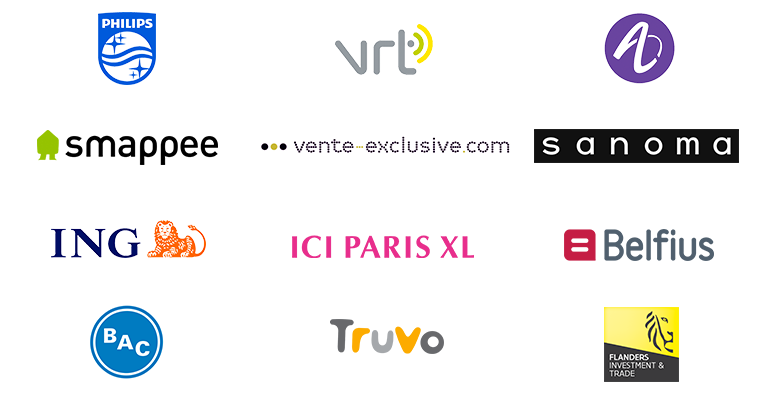 PHILIPS
vrt
smappee
vente-exclusive.com
sanoma
ING
ICI PARIS XL
Belfius
BAC
Truvo
FLANDERS
INVESTMENT &
TRADE